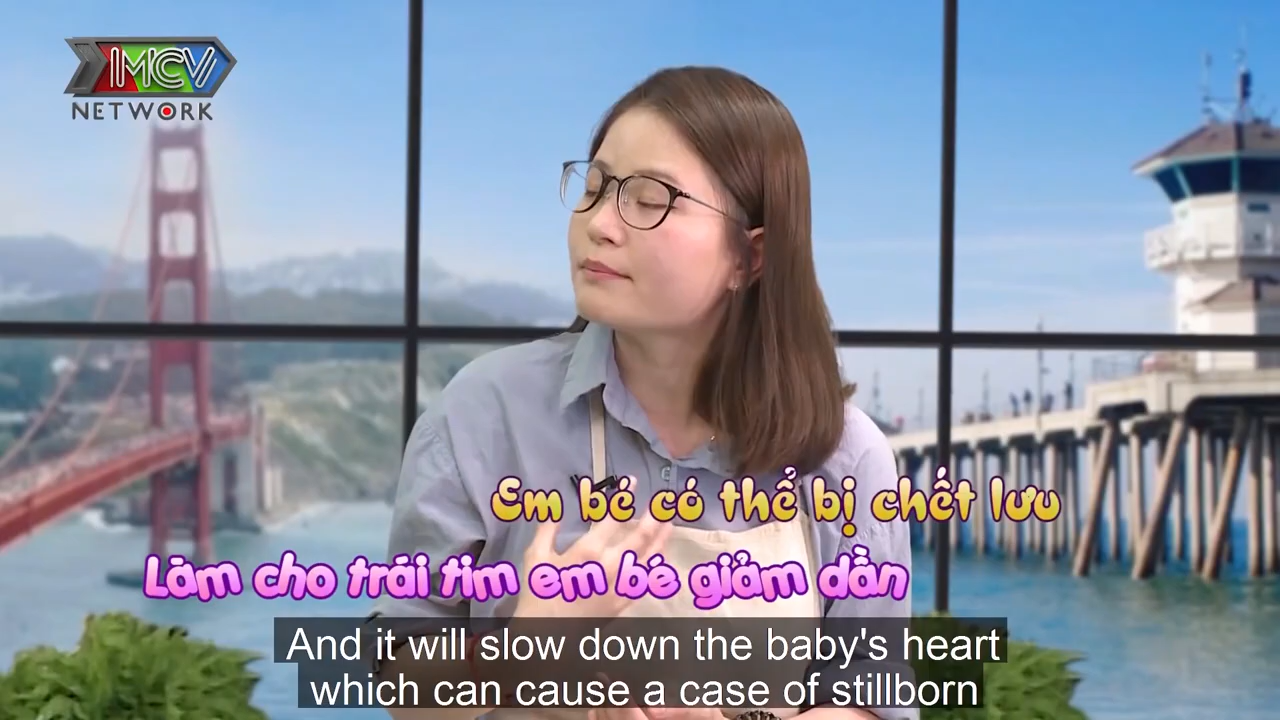 MCV
NETWORK
Em bé có thể bị chết lưu
Làm cho trái tim em bé giảm dần
And it will slow down the baby's heart
which can cause a case of stillborn